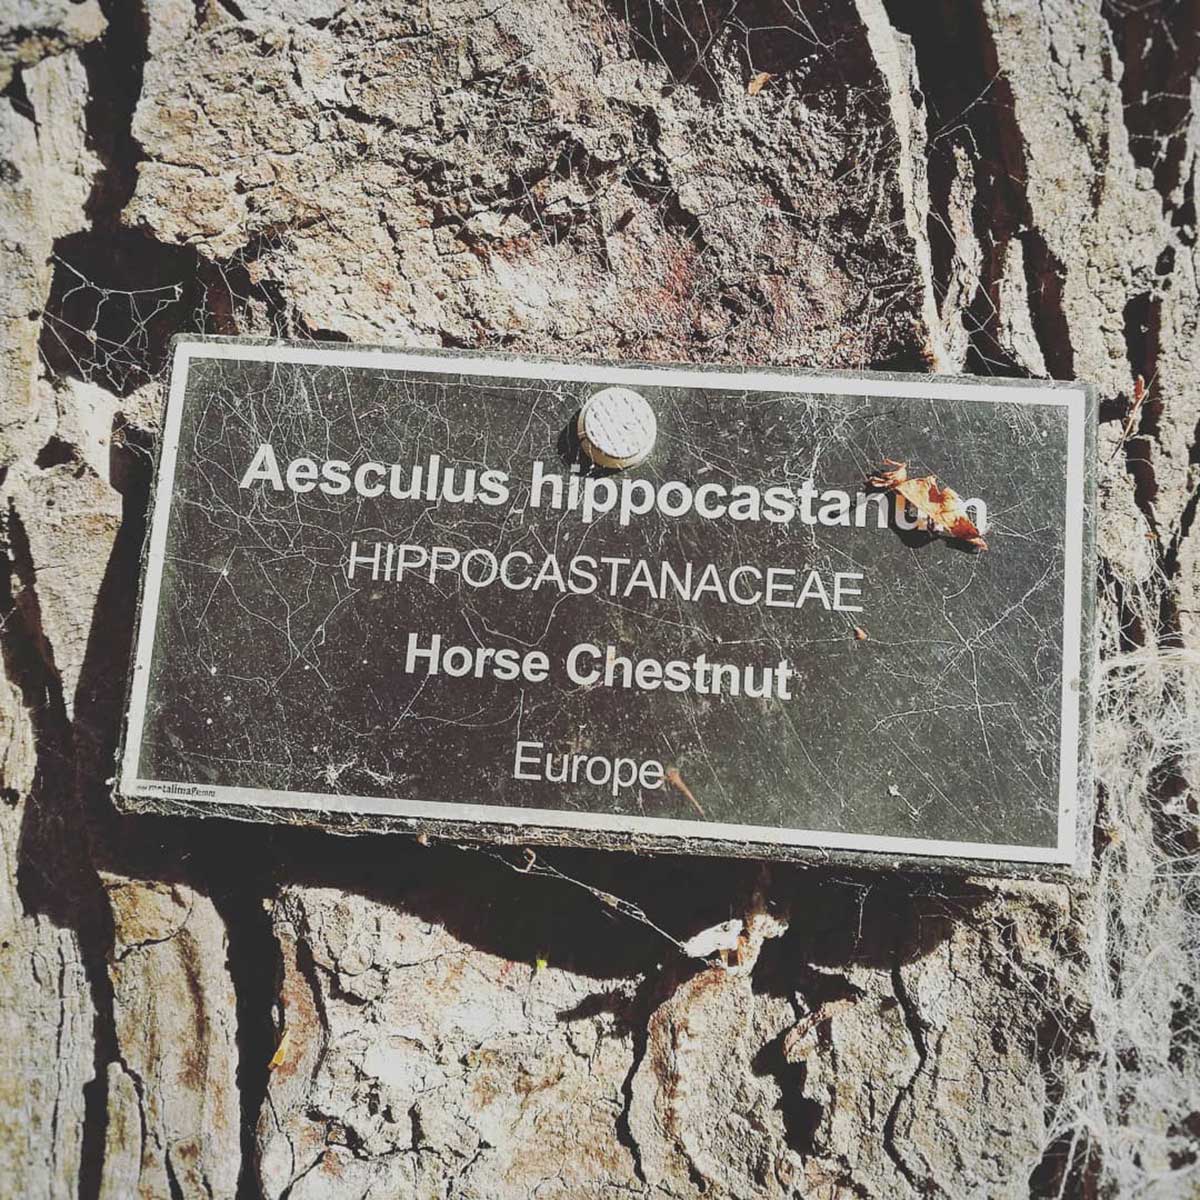 Aesculus hippocastanum
HIPPOCASTANACEAE
Horse Chestnut
Europe